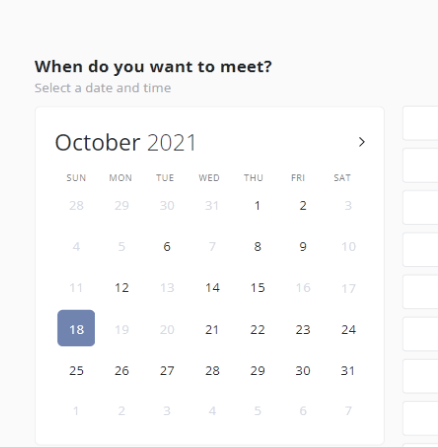 When do you want to meet?
Select a date and time
October 2021
SUN MON TUE WED THU FRI SAT
28 29 30 31 1 2 3
4 5 6 7 8 9 10
11 12 13 14 15 16 17
18 19 20 21 22 23 24
25 26 27 28 29 30 31
1 2 3 4 5 6 7